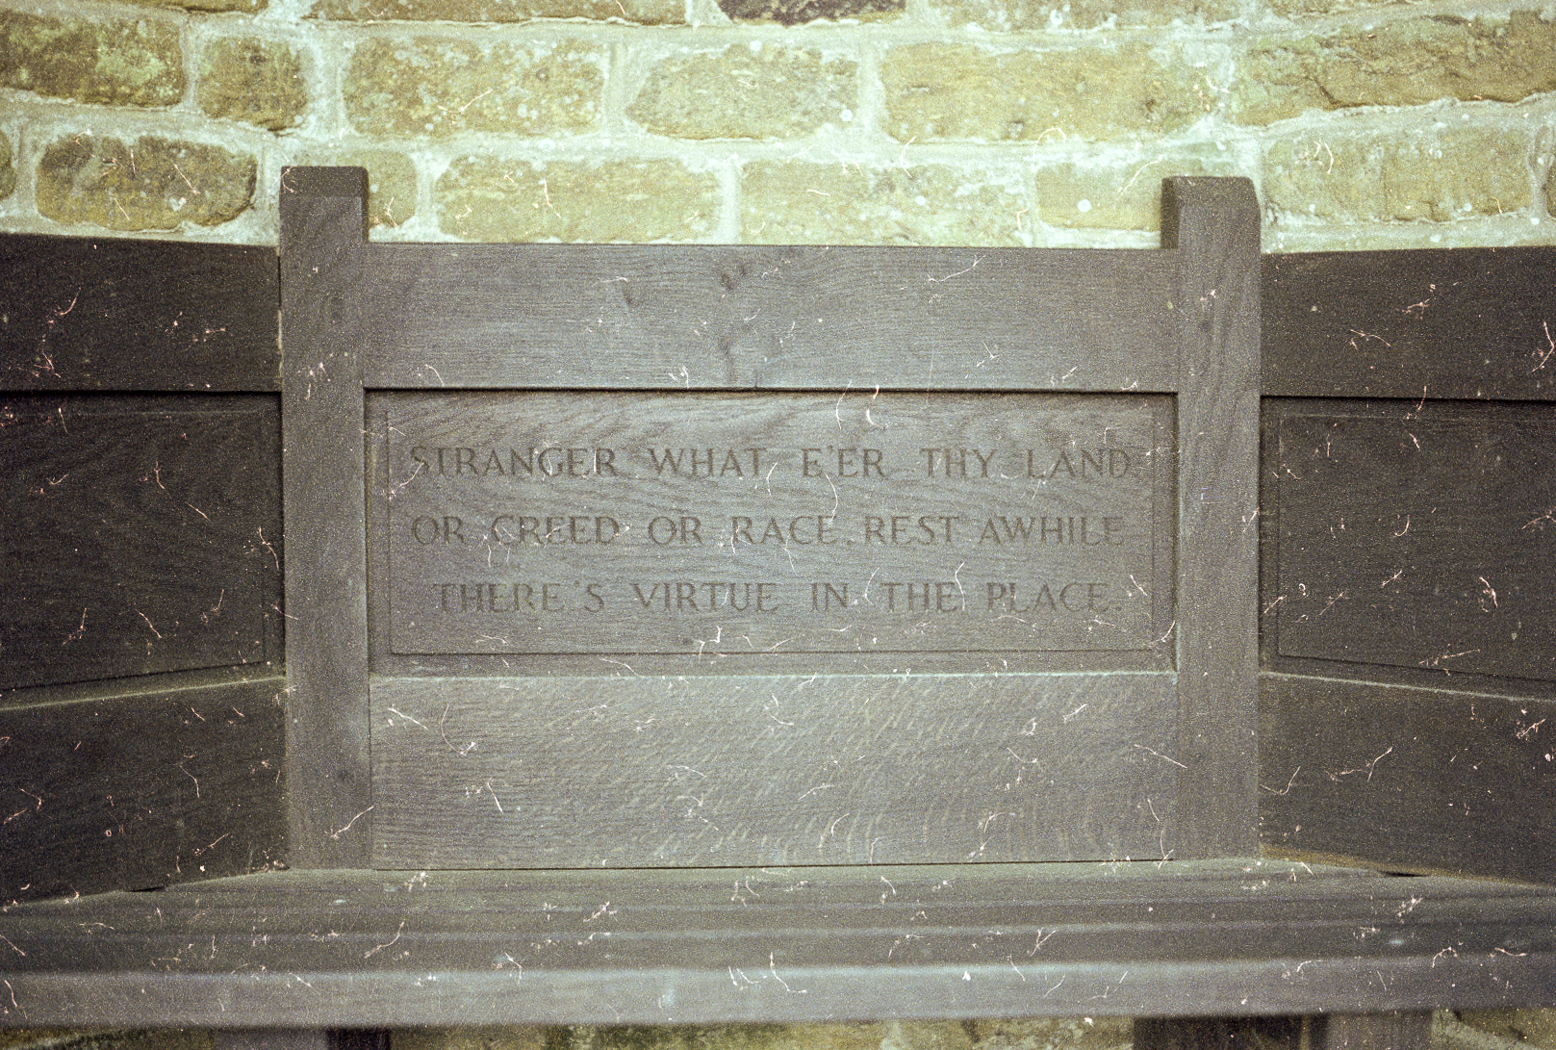 STRANGER WHAT E'ER THY LAND
OR CREED OR RACE, REST AWHILE
THERE'S VIRTUE IN THE PLACE.